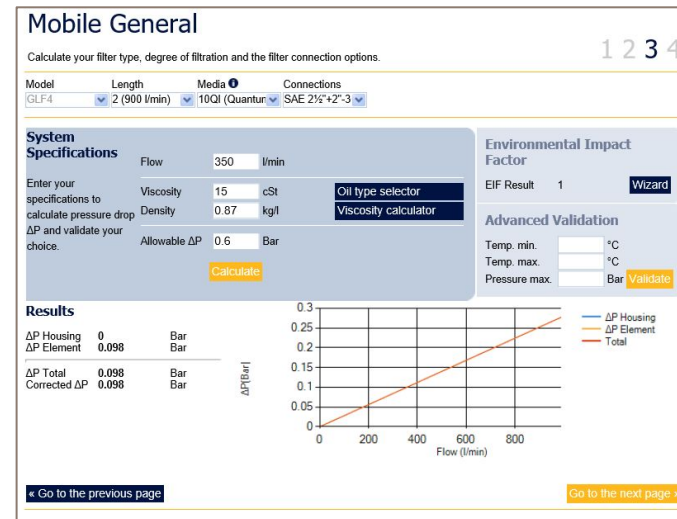 Mobile General
Calculate your filter type, degree of filtration and the filter connection options.
1 2 3 4
Model Length Media Connections
GLF4 2 (900 l/min) 10QI (Quantum SAE 2½"+2"-3
System
Specifications
Enter your
specifications to
calculate pressure drop
ΔP and validate your
choice.
Flow 350 l/min
Viscosity 15 cSt Oil type selector
Density 0.87 kg/l Viscosity calculator
Allowable ΔP 0.6 Bar
Calculate
Environmental Impact
Factor
EIF Result 1 Wizard
Advanced Validation
Temp. min. °C
Temp. max. °C
Pressure max. Bar Validate
Results
ΔP Housing 0 Bar
ΔP Element 0.098 Bar
ΔP Total 0.098 Bar
Corrected ΔP 0.098 Bar
ΔP[Bar]
0.3
0.25
0.2
0.15
0.1
0.05
0
0 200 400 600 800
Flow (l/min)
ΔP Housing
ΔP Element
Total
« Go to the previous page
Go to the next page »